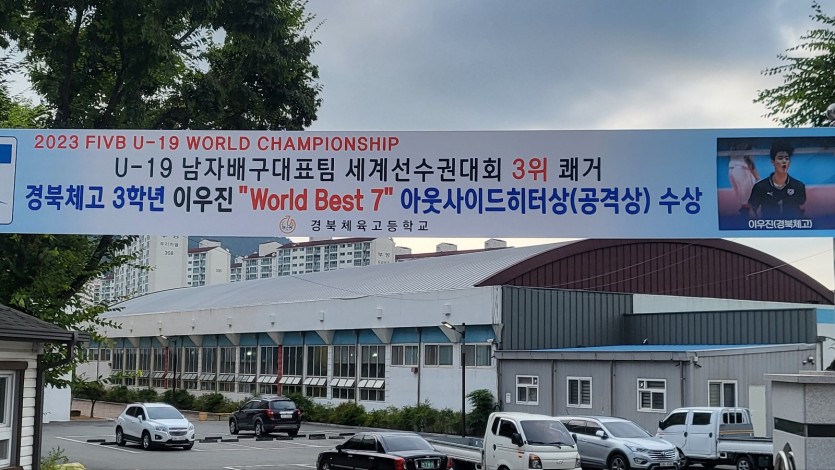 2023 FIVB U-19 WORLD CHAMPIONSHIP
U-19 남자배구대표팀 세계선수권대회 3위 쾌거
경북체고 3학년 이우진 "World Best 7" 아웃사이드히터상(공격상) 수상
경북체육고등학교
이우진(경북체고)